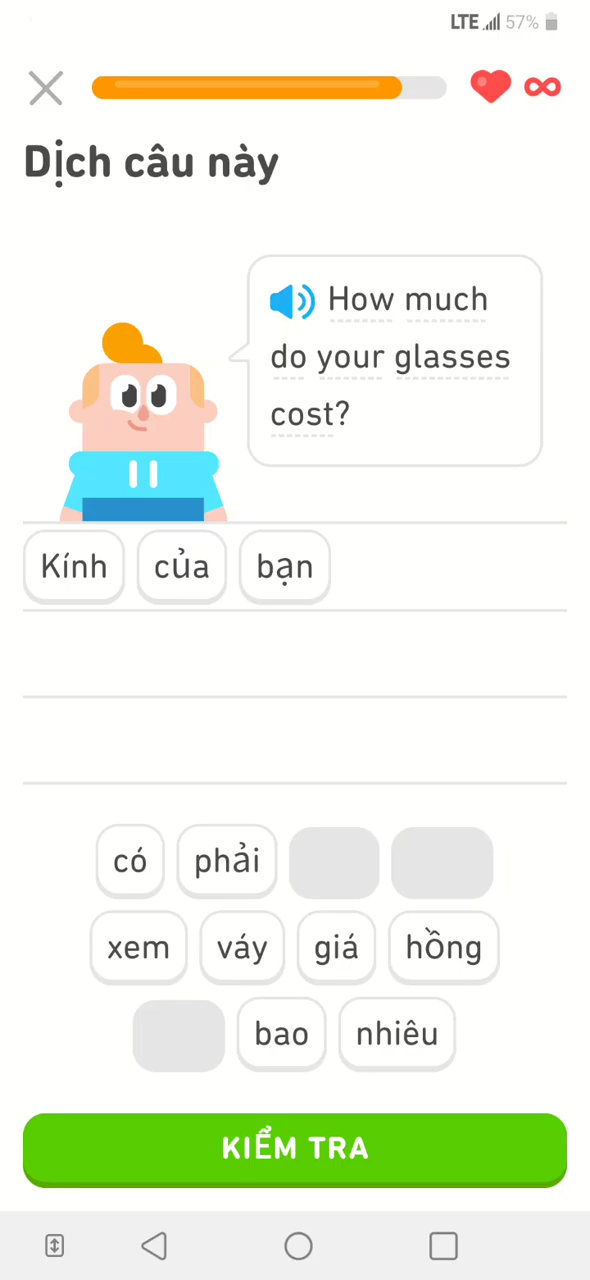 LTE 57%
Dịch câu này
How much
do your glasses
cost?
Kính của bạn
có phải
xem váy giá hồng
bao nhiêu
KIỂM TRA